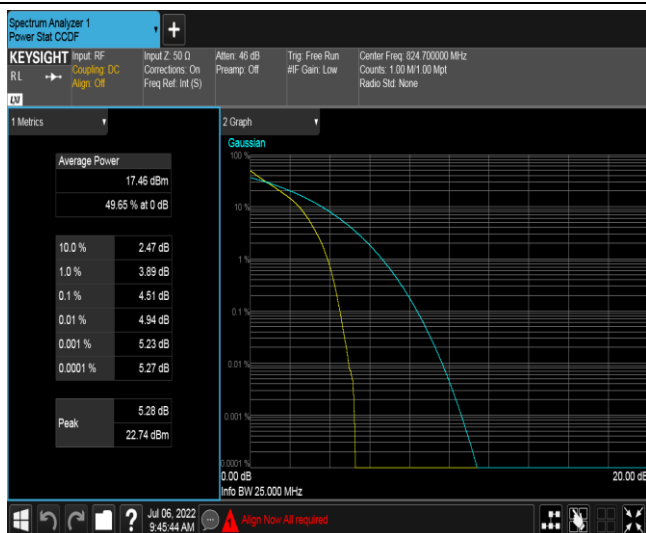 Spectrum Analyzer 1
Power Stat CCDF
KEYSIGHT
RL
LXI
Input: RF
Coupling: DC
Align: Off
Input Z: 50 Ω
Corrections: On
Freq Ref: Int (S)
Atten: 46 dB
Preamp: Off
Trig: Free Run
#IF Gain: Low
Center Freq: 824.700000 MHz
Counts: 1.00 M/1.00 Mpt
Radio Std: None
1 Metrics
Average Power
17.46 dBm
49.65 % at 0 dB
10.0 % 2.47 dB
1.0 % 3.89 dB
0.1 % 4.51 dB
0.01 % 4.94 dB
0.001 % 5.23 dB
0.0001 % 5.27 dB
Peak
5.28 dB
22.74 dBm
2 Graph
Gaussian
100 %
10 %
1 %
0.1 %
0.01 %
0.001 %
0.0001 %
0.00 dB
20.00 dB
Info BW 25.000 MHz
?
Jul 06, 2022
9:45:44 AM
Align Now All required